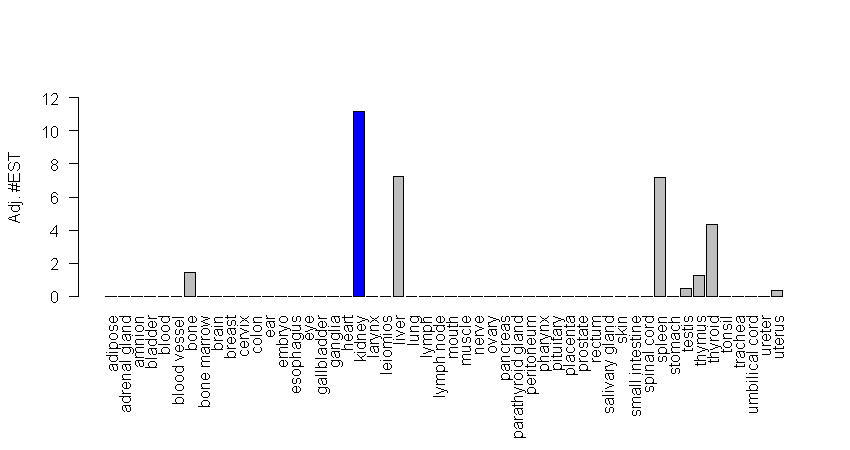 Adj. #EST
12
10
8
6
4
2
0
adipose
adrenal gland
amnion
bladder
blood
blood vessel
bone
bone marrow
brain
breast
cervix
colon
ear
embryo
esophagus
eye
gallbladder
ganglia
heart
kidney
larynx
leiomios
liver
lung
lymph
lymph node
mouth
muscle
nerve
ovary
pancreas
parathyroid gland
peritoneum
pharynx
pituitary
placenta
prostate
rectum
salivary gland
skin
small intestine
spinal cord
spleen
stomach
testis
thymus
thyroid
tonsil
trachea
umbilical cord
ureter
uterus